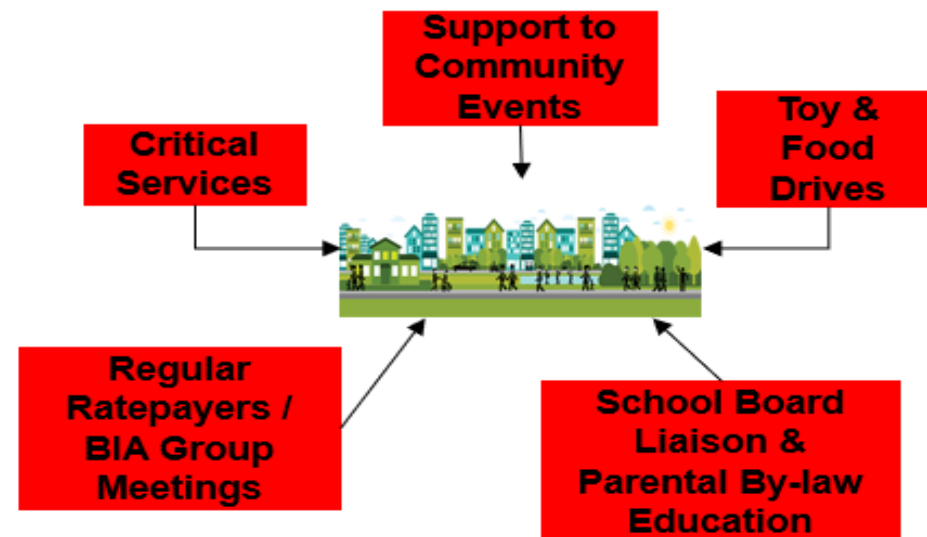 Support to
Community
Events
Critical
Services
Toy &
Food
Drives
Regular
Ratepayers /
BIA Group
Meetings
School Board
Liaison &
Parental By-law
Education